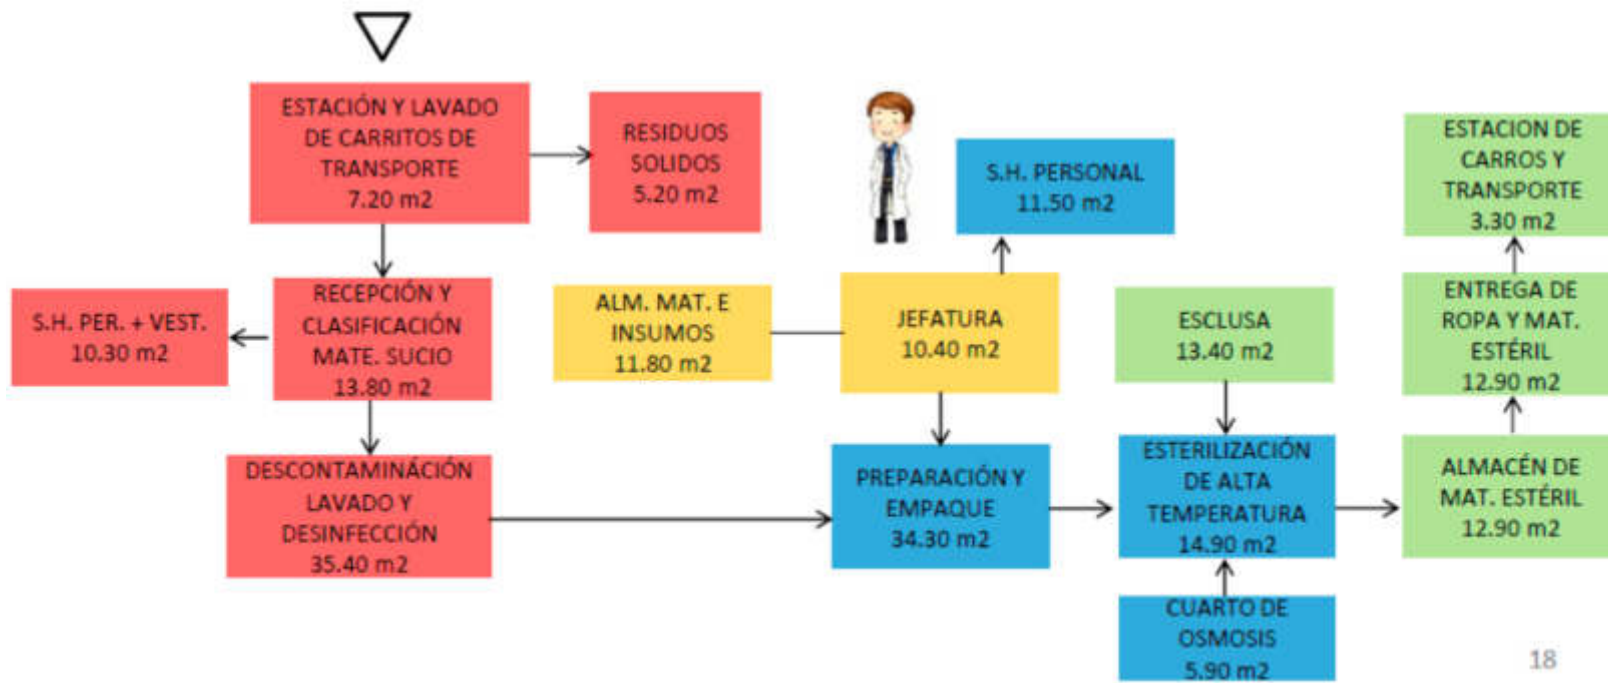 ESTACIÓN Y LAVADO
DE CARRITOS DE
TRANSPORTE
7.20 m2
RESIDUOS
SOLIDOS
5.20 m2
S.H. PERSONAL
11.50 m2
ESTACION DE
CARROS Y
TRANSPORTE
3.30 m2
S.H. PER. + VEST.
10.30 m2
RECEPCIÓN Y
CLASIFICACIÓN
MATE. SUCIO
13.80 m2
ALM. MAT. E
INSUMOS
11.80 m2
JEFATURA
10.40 m2
ESCLUSA
13.40 m2
ENTREGA DE
ROPA Y MAT.
ESTÉRIL
12.90 m2
DESCONTAMINÁCIÓN
LAVADO Y
DESINFECCIÓN
35.40 m2
PREPARACIÓN Y
EMPAQUE
34.30 m2
ESTERILIZACIÓN
DE ALTA
TEMPERATURA
14.90 m2
ALMACÉN DE
MAT. ESTÉRIL
12.90 m2
CUARTO DE
OSMOSIS
5.90 m2
18